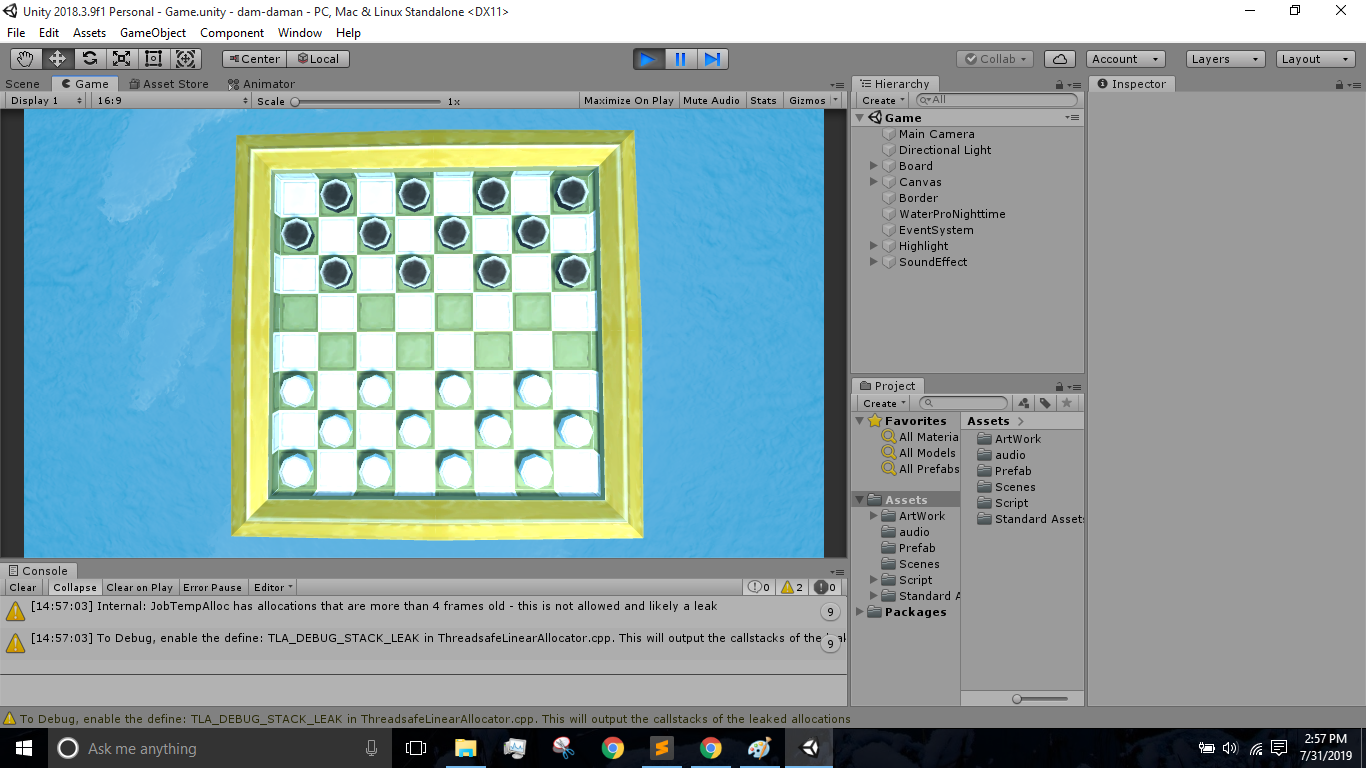 Unity 2018.3.9f1 Personal - Game.unity - dam-daman - PC, Mac & Linux Standalone <DX11>
File Edit Assets GameObject Component Window Help
Center Local Collab Account Layers Layout
Scene Game Asset Store Animator
Display 1 16:9 Scale 1x Maximize On Play Mute Audio Stats Gizmos
Hierarchy
Create All
Game
Main Camera
Directional Light
Board
Canvas
Border
WaterProNighttime
EventSystem
Highlight
SoundEffect
Inspector
Project
Create
Favorites
All Materia
All Models
All Prefabs
Assets
ArtWork
audio
Prefab
Scenes
Script
Standard A
Packages
Assets
ArtWork
audio
Prefab
Scenes
Script
Standard Asset
Console
Clear Collapse Clear on Play Error Pause Editor 0 2 0
[14:57:03] Internal: JobTempAlloc has allocations that are more than 4 frames old - this is not allowed and likely a leak 9
[14:57:03] To Debug, enable the define: TLA_DEBUG_STACK_LEAK in ThreadsafeLinearAllocator.cpp. This will output the callstacks of the 9
To Debug, enable the define: TLA_DEBUG_STACK_LEAK in ThreadsafeLinearAllocator.cpp. This will output the callstacks of the leaked allocations
Ask me anything
2:57 PM
7/31/2019